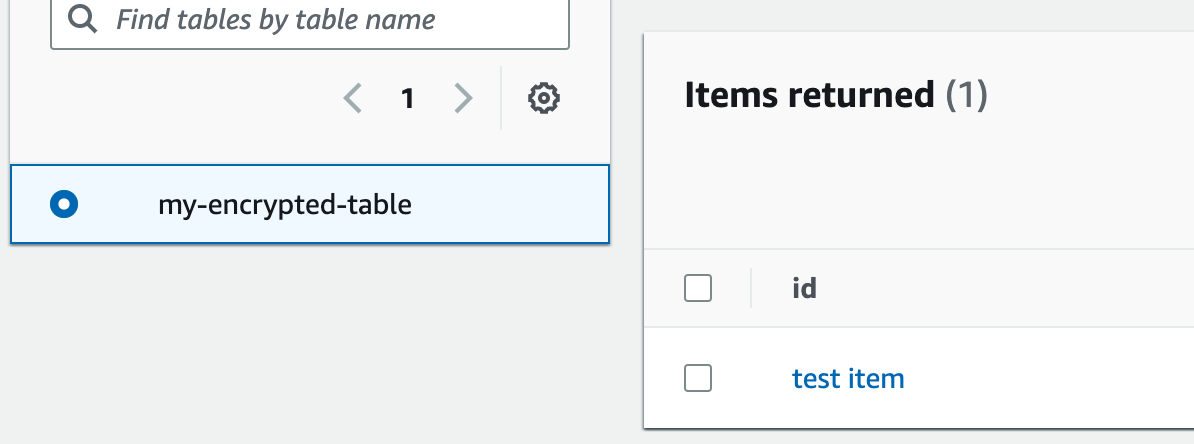 Find tables by table name
1
my-encrypted-table
Items returned (1)
id
test item